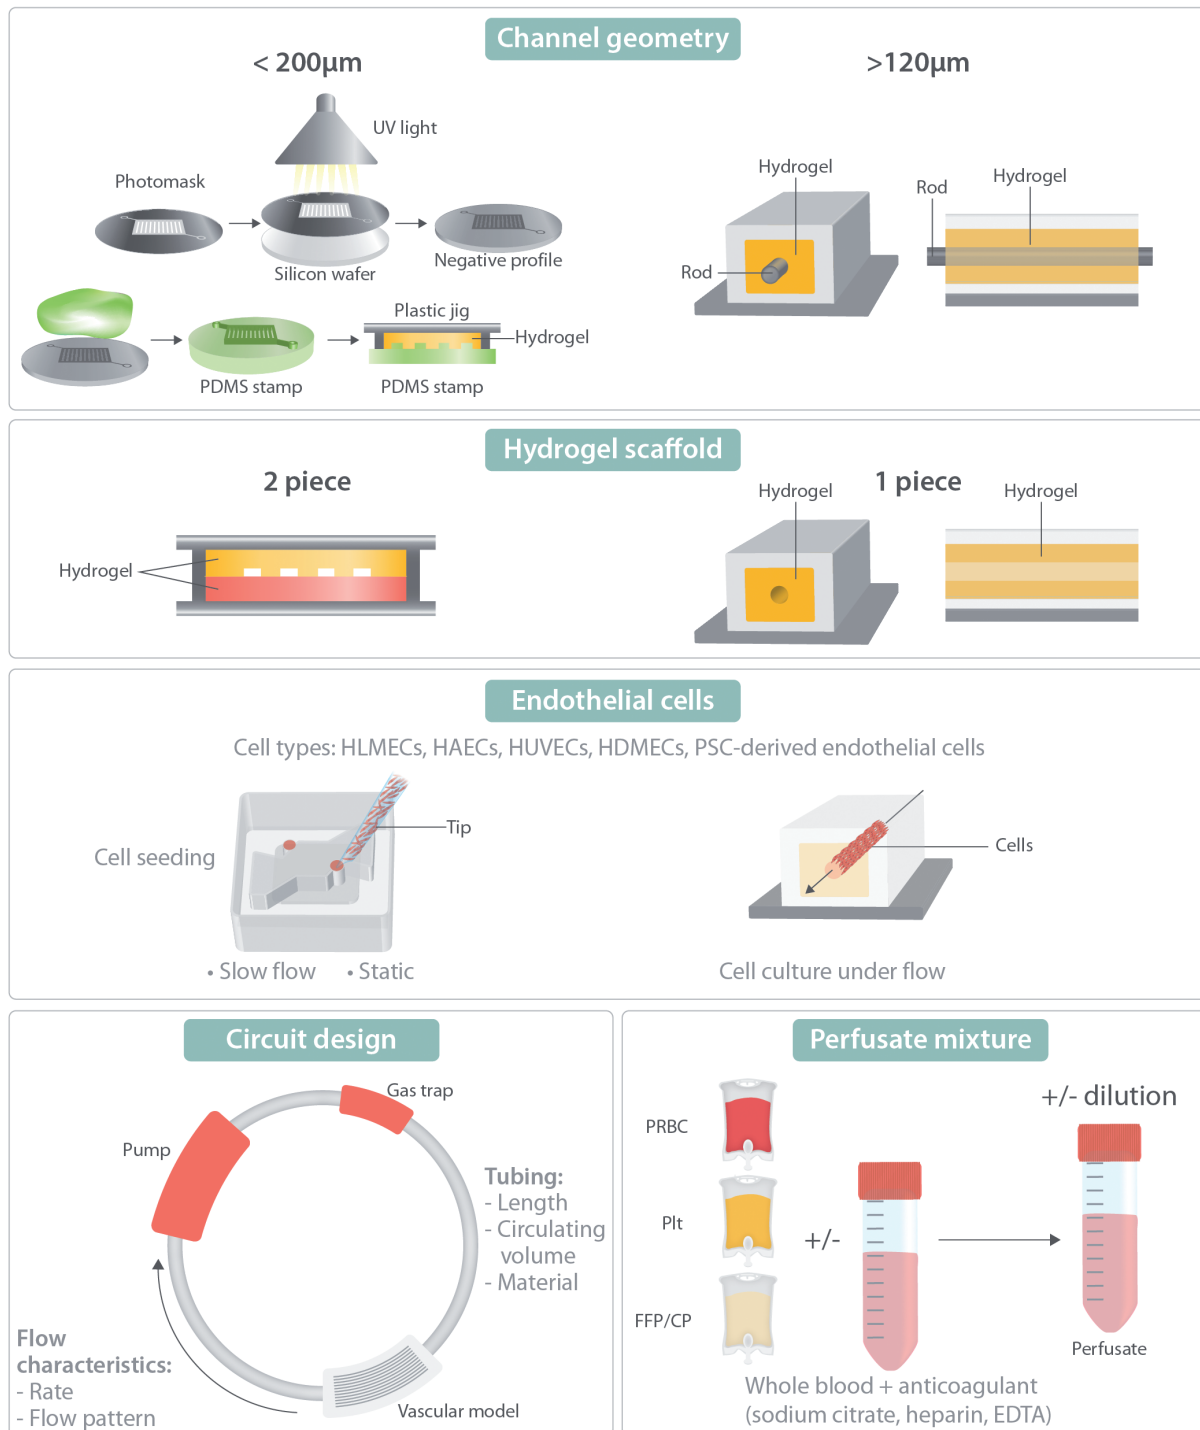 Channel geometry
< 200µm
>120µm
UV light
Photomask
Silicon wafer
Negative profile
Hydrogel
Rod
Rod
Hydrogel
Plastic jig
Hydrogel
PDMS stamp
PDMS stamp
Hydrogel scaffold
2 piece
1 piece
Hydrogel
Hydrogel
Hydrogel
Endothelial cells
Cell types: HLMECs, HAECs, HUVECs, HDMECs, PSC-derived endothelial cells
Cell seeding
Tip
• Slow flow • Static
Cells
Cell culture under flow
Circuit design
Gas trap
Pump
Tubing:
- Length
- Circulating
volume
- Material
Flow
characteristics:
- Rate
- Flow pattern
Vascular model
Perfusate mixture
PRBC
Plt
FFP/CP
+/-
+/- dilution
Perfusate
Whole blood + anticoagulant
(sodium citrate, heparin, EDTA)